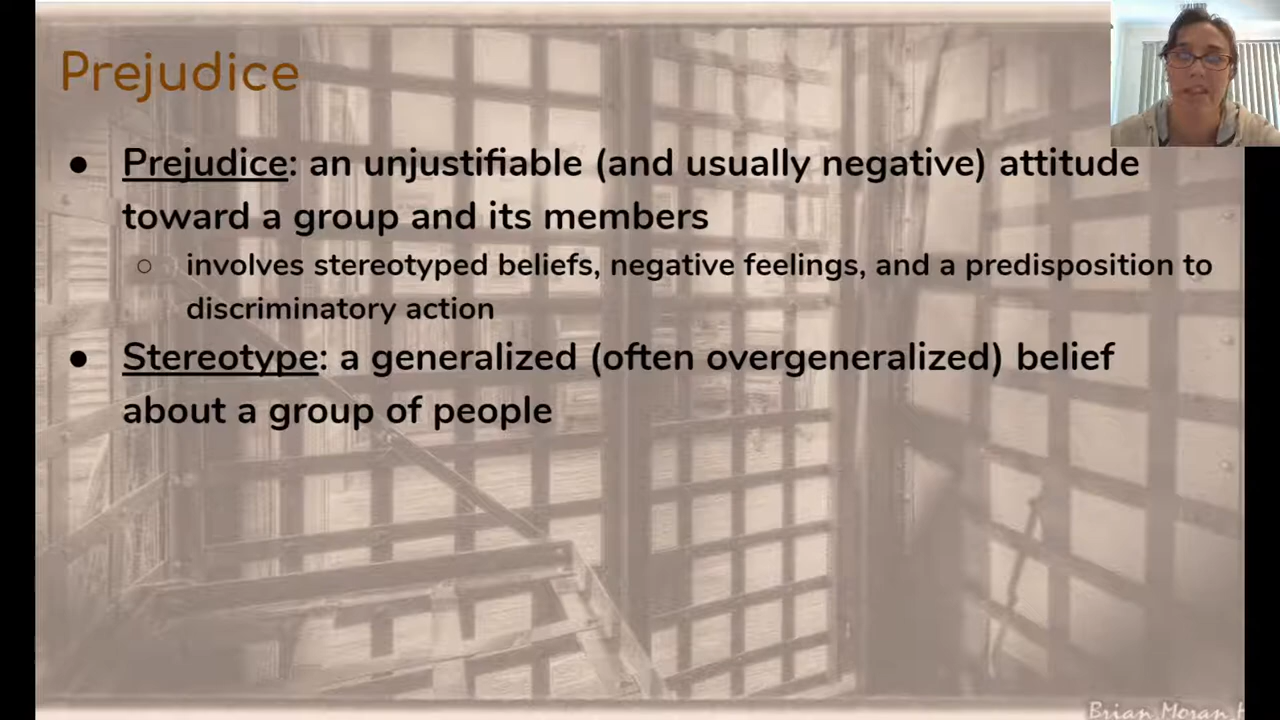 Prejudice
● Prejudice: an unjustifiable (and usually negative) attitude
toward a group and its members
○ involves stereotyped beliefs, negative feelings, and a predisposition to
discriminatory action
● Stereotype: a generalized (often overgeneralized) belief
about a group of people
Brian Moran